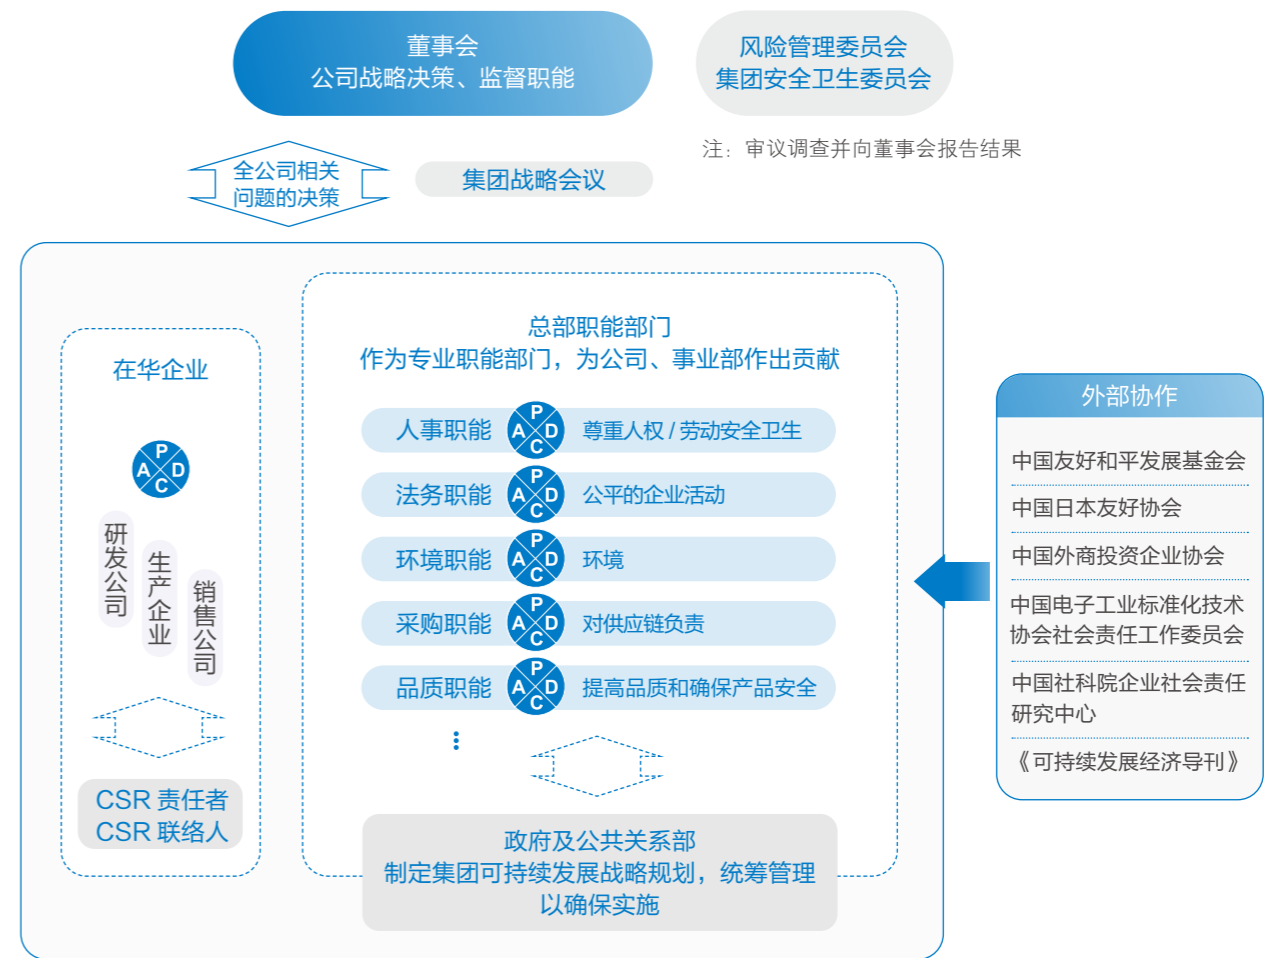 董事会
公司战略决策、监督职能
风险管理委员会
集团安全卫生委员会
注：审议调查并向董事会报告结果
全公司相关
问题的决策
集团战略会议
在华企业
P
A D
C
研发公司
生产企业
销售公司
CSR 责任者
CSR 联络人
总部职能部门
作为专业职能部门，为公司、事业部作出贡献
人事职能 P A D C 尊重人权 / 劳动安全卫生
法务职能 P A D C 公平的企业活动
环境职能 P A D C 环境
采购职能 P A D C 对供应链负责
品质职能 P A D C 提高品质和确保产品安全
政府及公共关系部
制定集团可持续发展战略规划，统筹管理
以确保实施
外部协作
中国友好和平发展基金会
中国日本友好协会
中国外商投资企业协会
中国电子工业标准化技术
协会社会责任工作委员会
中国社科院企业社会责任
研究中心
《可持续发展经济导刊》